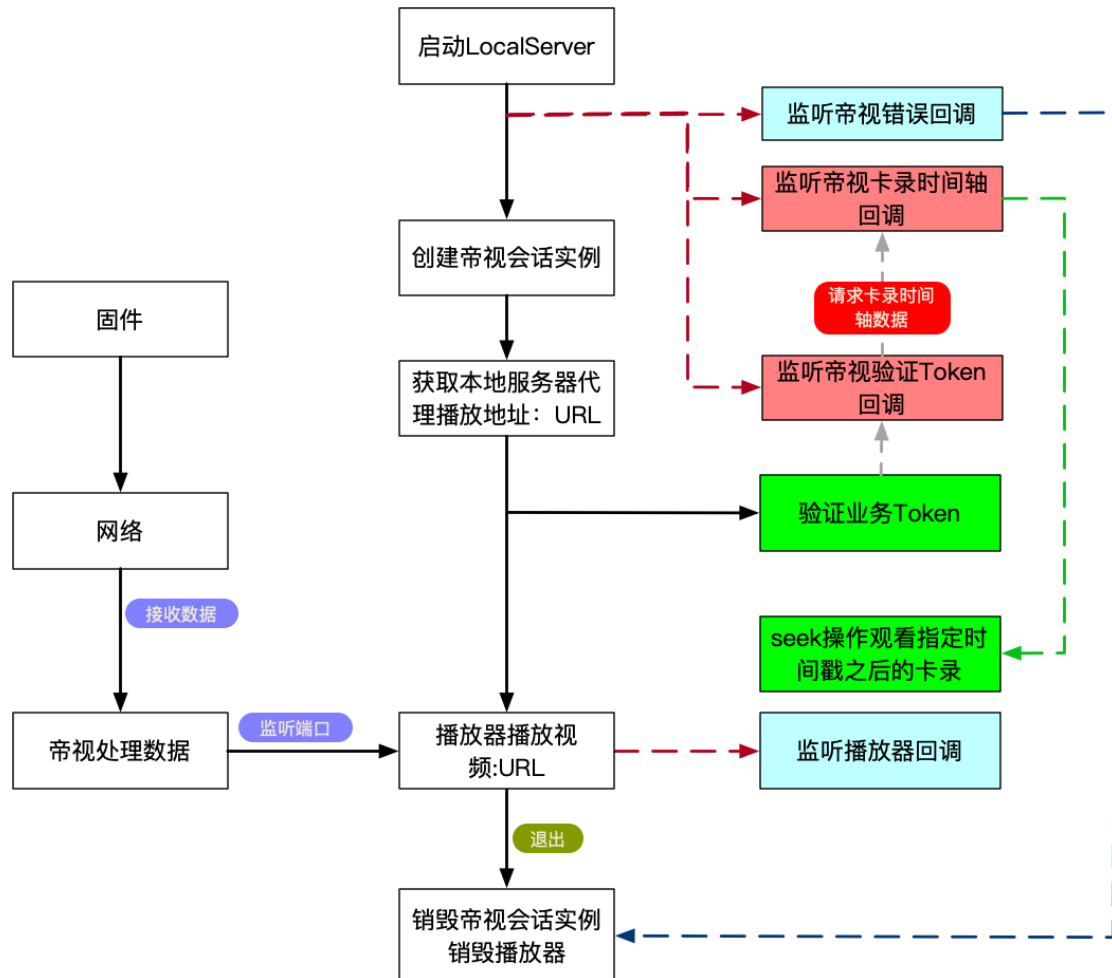 启动LocalServer
监听帝视错误回调
监听帝视卡录时间轴
回调
创建帝视会话实例
请求卡录时间
轴数据
固件
获取本地服务器代
理播放地址：URL
监听帝视验证Token
回调
网络
验证业务Token
接收数据
seek操作观看指定时
间戳之后的卡录
帝视处理数据
监听端口
播放器播放视
频:URL
监听播放器回调
退出
销毁帝视会话实例
销毁播放器